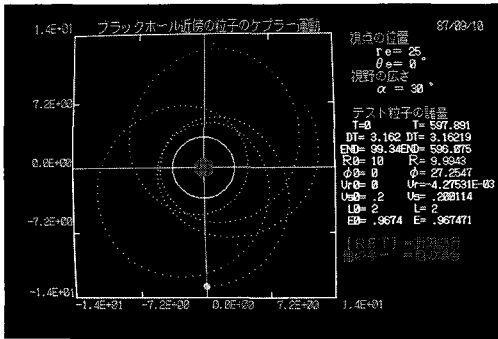 ブラックホール近傍の粒子のケプラー運動
87/09/10
1.4E+01
7.2E+00
0.0E+00
-7.2E+00
-1.4E+01
-1.4E+01 -7.2E+00 0.0E+00 7.2E+00 1.4E+01
視点の位置
re= 25
θe= 0°
視野の広さ
α = 30°
テスト粒子の諸量
T=0 T= 597.891
DT= 3.162 DT= 3.16219
END= 99.34 END= 596.075
R0= 10 R= 9.9943
φ0= 0 φ= 27.2547
Vr0= 0 Vr=-4.27531E-03
Vs0= .2 Vs= .200114
L0= 2 L= 2
E0= .9674 E= .967471
[RET] =